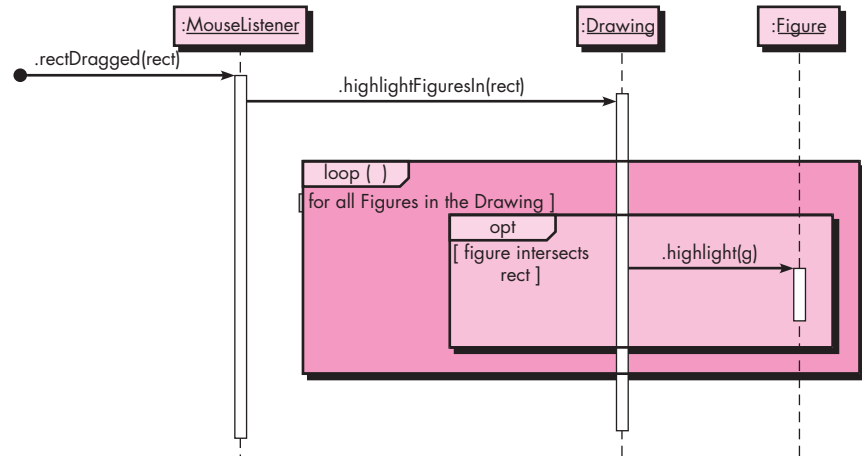 :MouseListener
:Drawing
:Figure
.rectDragged(rect)
.highlightFiguresIn(rect)
loop ( )
[ for all Figures in the Drawing ]
opt
[ figure intersects
rect ]
.highlight(g)